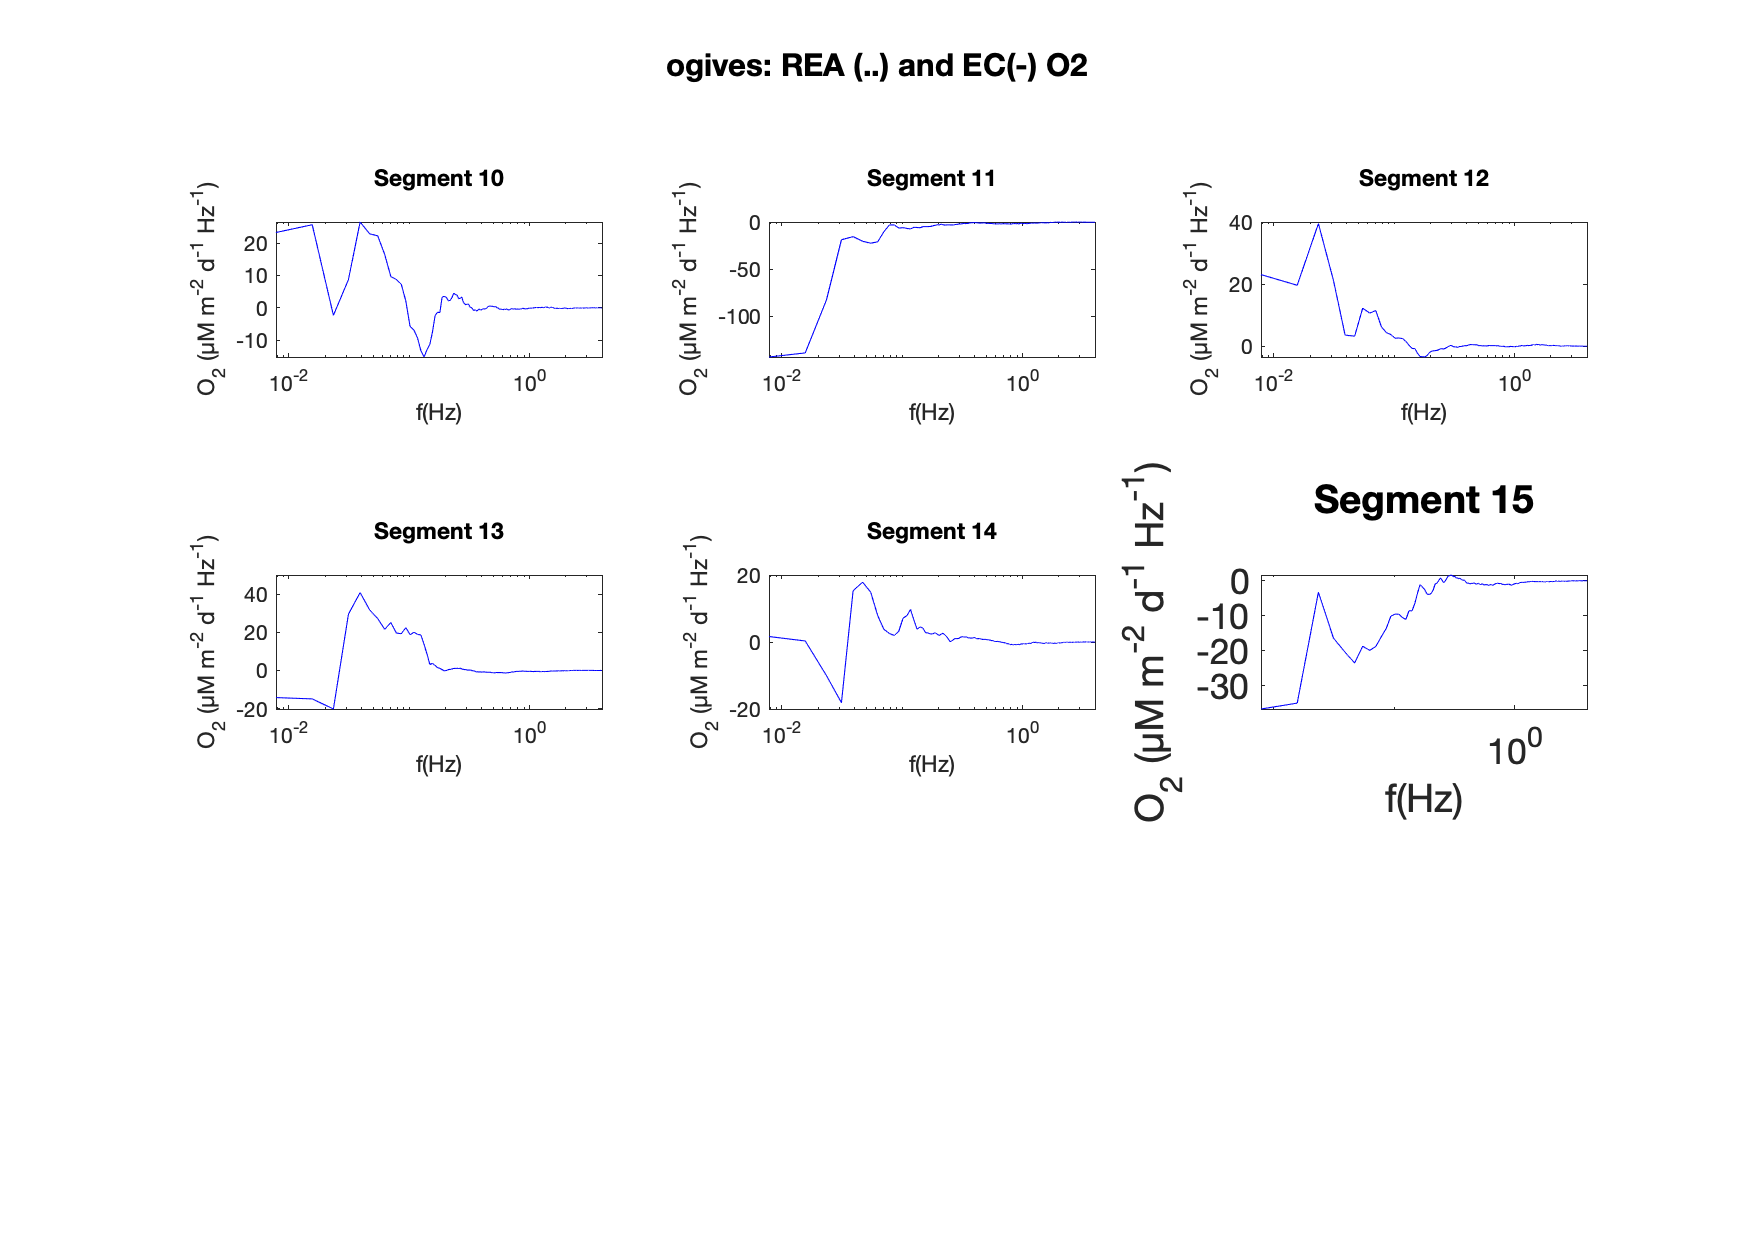 ogives: REA (..) and EC(-) O2
Segment 10
O2 (µM m-2 d-1 Hz-1)
20
10
0
-10
10-2
100
f(Hz)
Segment 11
O2 (µM m-2 d-1 Hz-1)
0
-50
-100
10-2
100
f(Hz)
Segment 12
O2 (µM m-2 d-1 Hz-1)
40
20
0
10-2
100
f(Hz)
Segment 13
O2 (µM m-2 d-1 Hz-1)
40
20
0
-20
10-2
100
f(Hz)
Segment 14
O2 (µM m-2 d-1 Hz-1)
20
0
-20
10-2
100
f(Hz)
Segment 15
O2 (µM m-2 d-1 Hz-1)
0
-10
-20
-30
100
f(Hz)